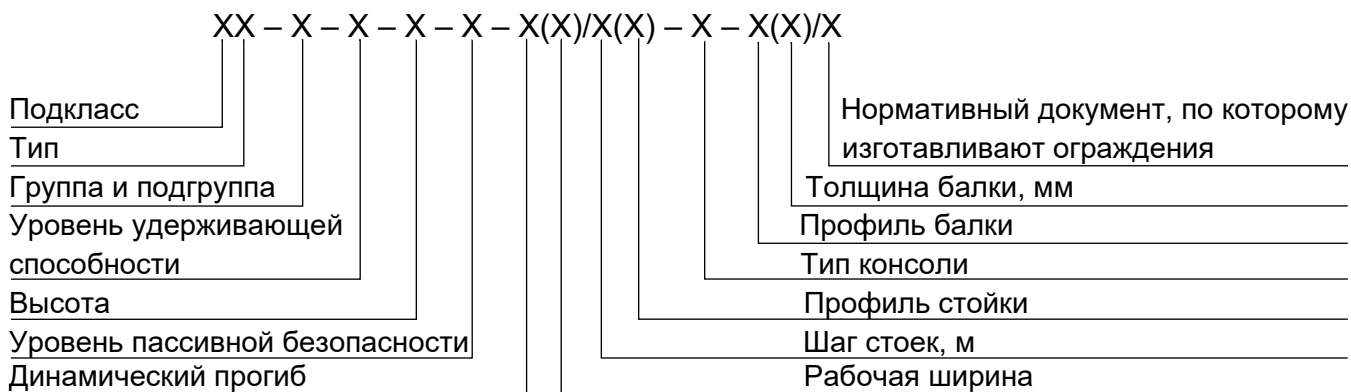 XX – X – X – X – X – X(X)/X(X) – X – X(X)/X
Подкласс
Тип
Группа и подгруппа
Уровень удерживающей
способности
Высота
Уровень пассивной безопасности
Динамический прогиб
Нормативный документ, по которому
изготавливают ограждения
Толщина балки, мм
Профиль балки
Тип консоли
Профиль стойки
Шаг стоек, м
Рабочая ширина